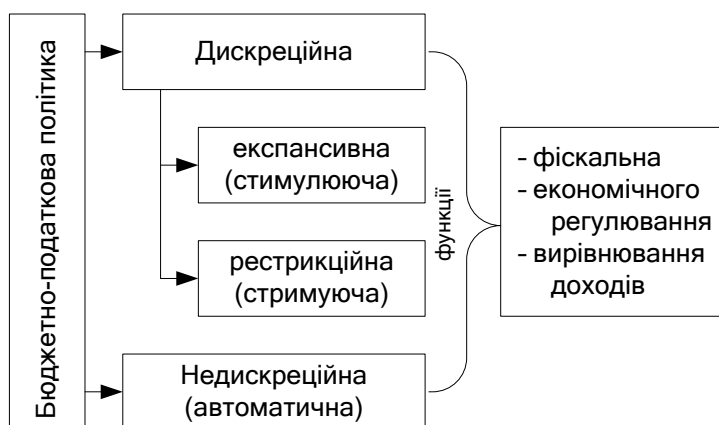 Бюджетно-податкова політика
Дискреційна
експансивна
(стимулююча)
рестрикційна
(стримуюча)
Недискреційна
(автоматична)
функції
- фіскальна
- економічного
регулювання
- вирівнювання
доходів